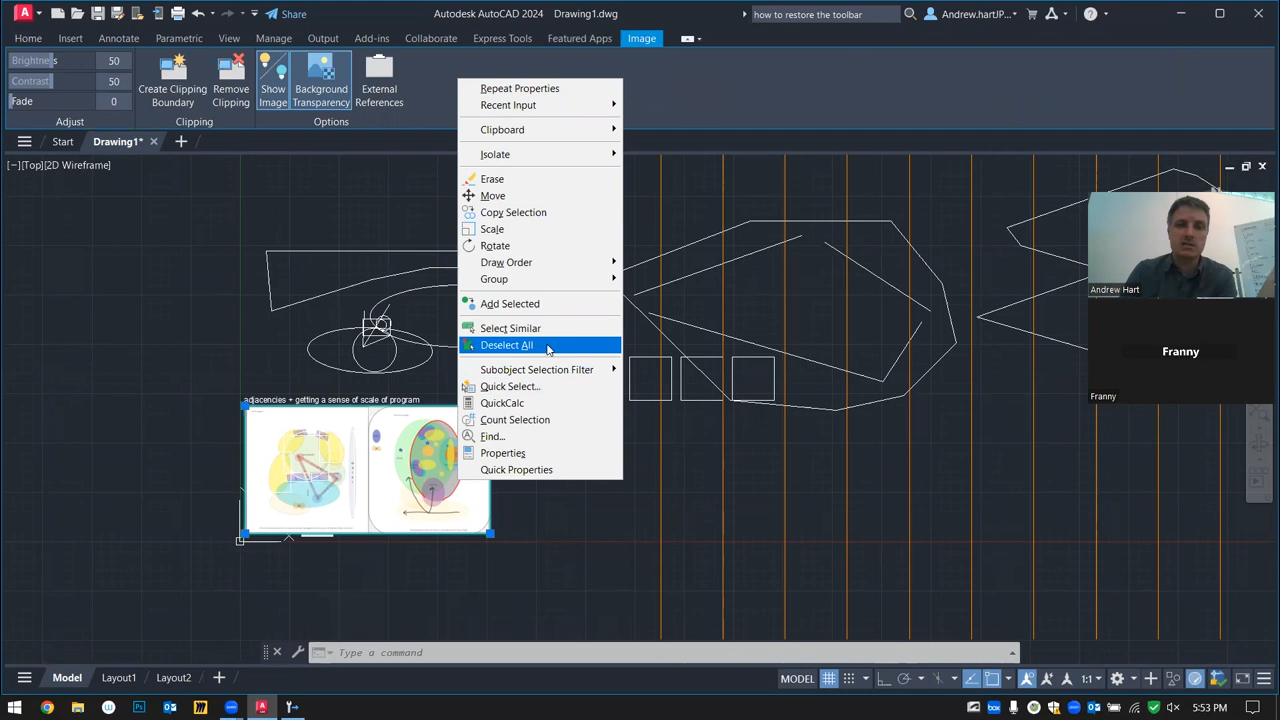 Share
Autodesk AutoCAD 2024 Drawing1.dwg
how to restore the toolbar
Andrew.hartJP...
Home Insert Annotate Parametric View Manage Output Add-ins Collaborate Express Tools Featured Apps Image
Brightness 50
Contrast 50
Fade 0
Create Clipping
Boundary
Remove
Clipping
Show
Image
Background
Transparency
External
References
Adjust Clipping Options
Start Drawing1* ×
[−][Top][2D Wireframe]
Repeat Properties
Recent Input
Clipboard
Isolate
Erase
Move
Copy Selection
Scale
Rotate
Draw Order
Group
Add Selected
Select Similar
Deselect All
Subobject Selection Filter
Quick Select...
QuickCalc
Count Selection
Find...
Properties
Quick Properties
adjacencies + getting a sense of scale of program
Andrew Hart
Franny
Franny
Type a command
Model Layout1 Layout2 +
MODEL 1:1
5:53 PM